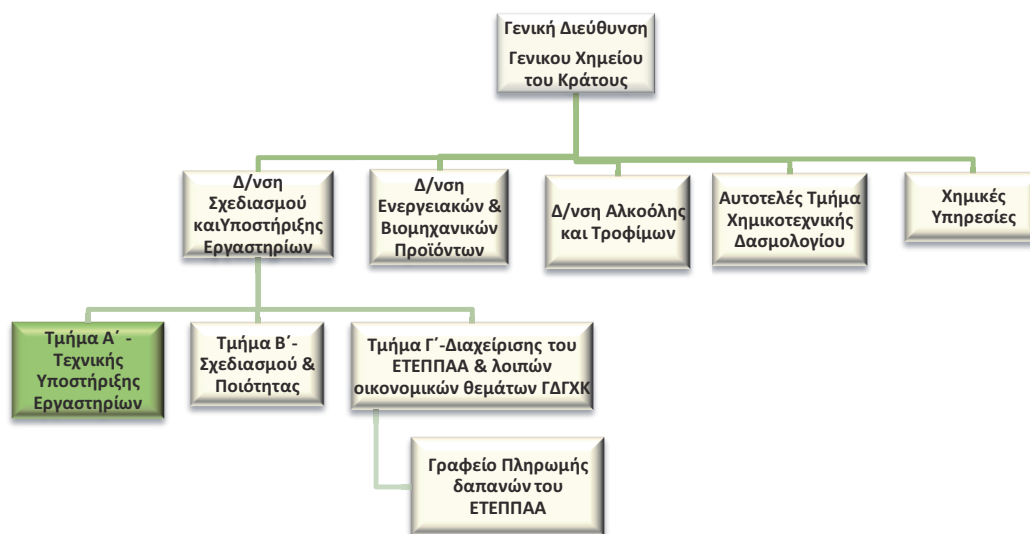 Γενική Διεύθυνση
Γενικου Χημείου
του Κράτους
Δ/νση
Σχεδιασμού
καιΥποστήριξης
Εργαστηρίων
Δ/νση
Ενεργειακών &
Βιομηχανικών
Προϊόντων
Δ/νση Αλκοόλης
και Τροφίμων
Αυτοτελές Τμήμα
Χημικοτεχνικής
Δασμολογίου
Χημικές
Υπηρεσίες
Τμήμα Α΄ -
Τεχνικής
Υποστήριξης
Εργαστηρίων
Τμήμα Β΄-
Σχεδιασμού &
Ποιότητας
Τμήμα Γ΄-Διαχείρισης του
ΕΤΕΠΠΑΑ & λοιπών
οικονομικών θεμάτων ΓΔΓΧΚ
Γραφείο Πληρωμής
δαπανών του
ΕΤΕΠΠΑΑ